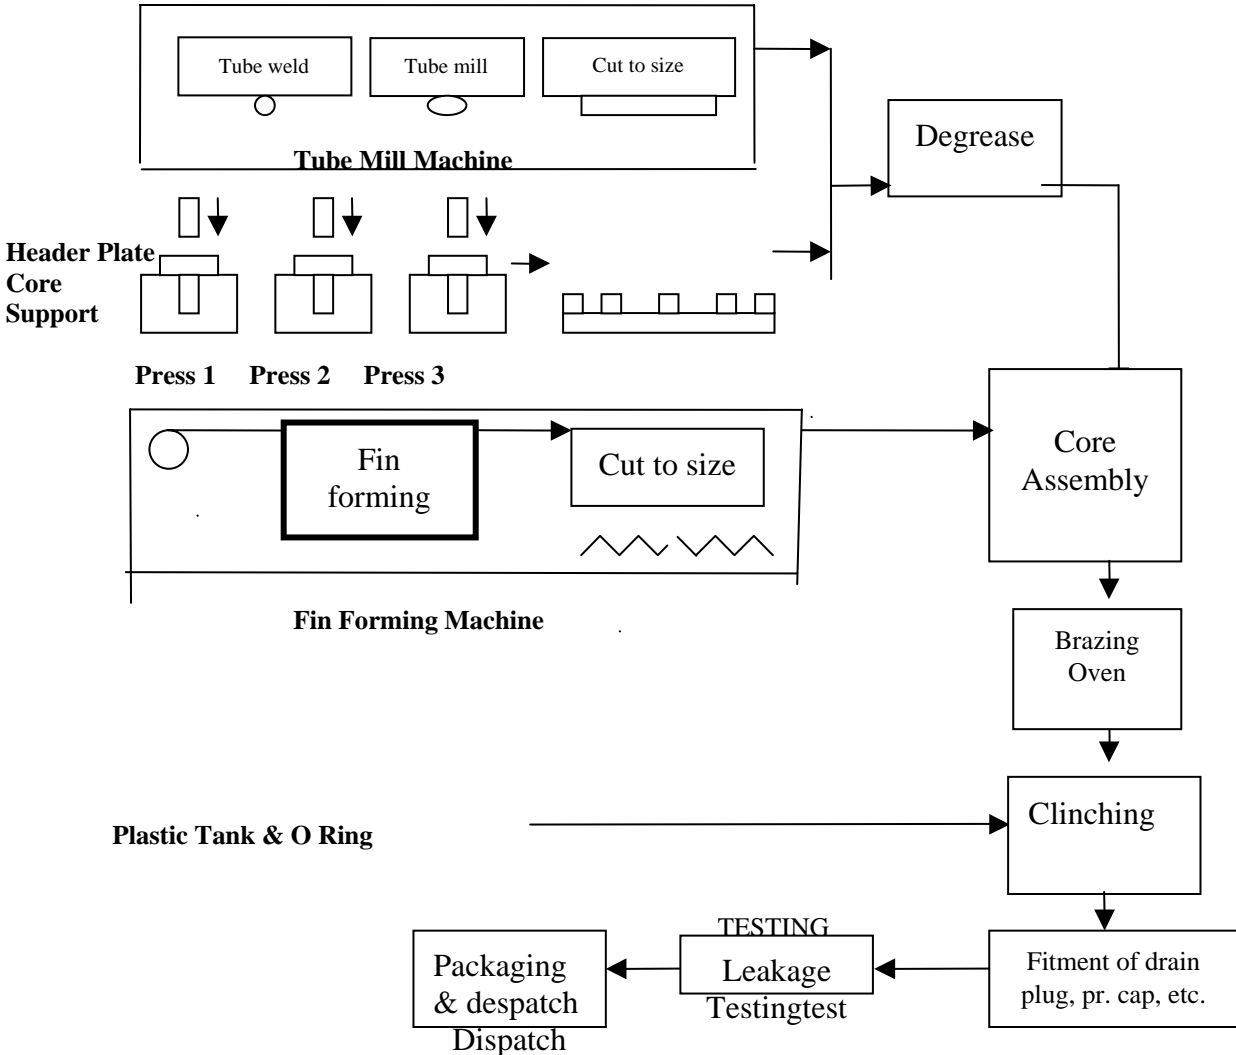 Tube weld
Tube mill
Cut to size
Tube Mill Machine
Degrease
Header Plate
Core
Support
Press 1 Press 2 Press 3
Fin
forming
Cut to size
Core
Assembly
Fin Forming Machine
Brazing
Oven
Plastic Tank & O Ring
Clinching
TESTING
Leakage
Testingtest
Packaging
& despatch
Dispatch
Fitment of drain
plug, pr. cap, etc.